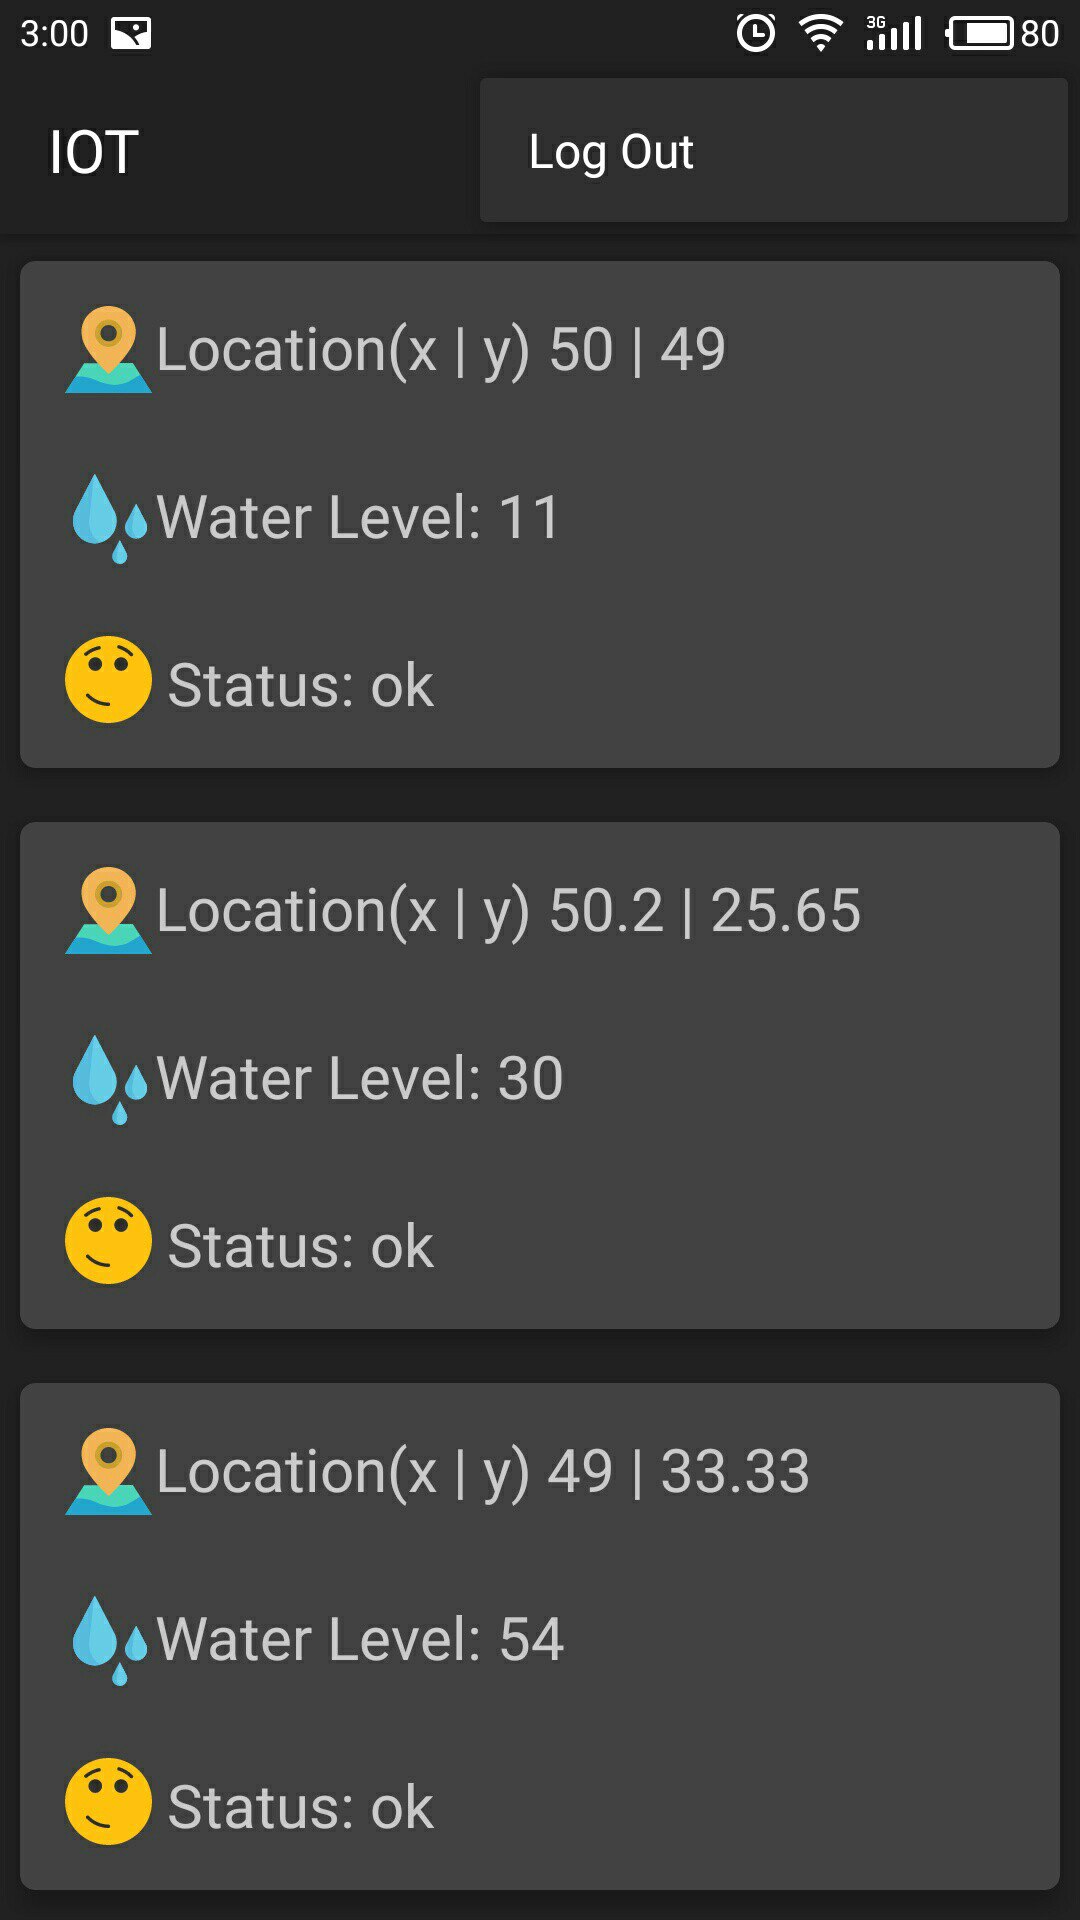 3:00 3G 80
IOT
Log Out
Location(x | y) 50 | 49
Water Level: 11
Status: ok
Location(x | y) 50.2 | 25.65
Water Level: 30
Status: ok
Location(x | y) 49 | 33.33
Water Level: 54
Status: ok